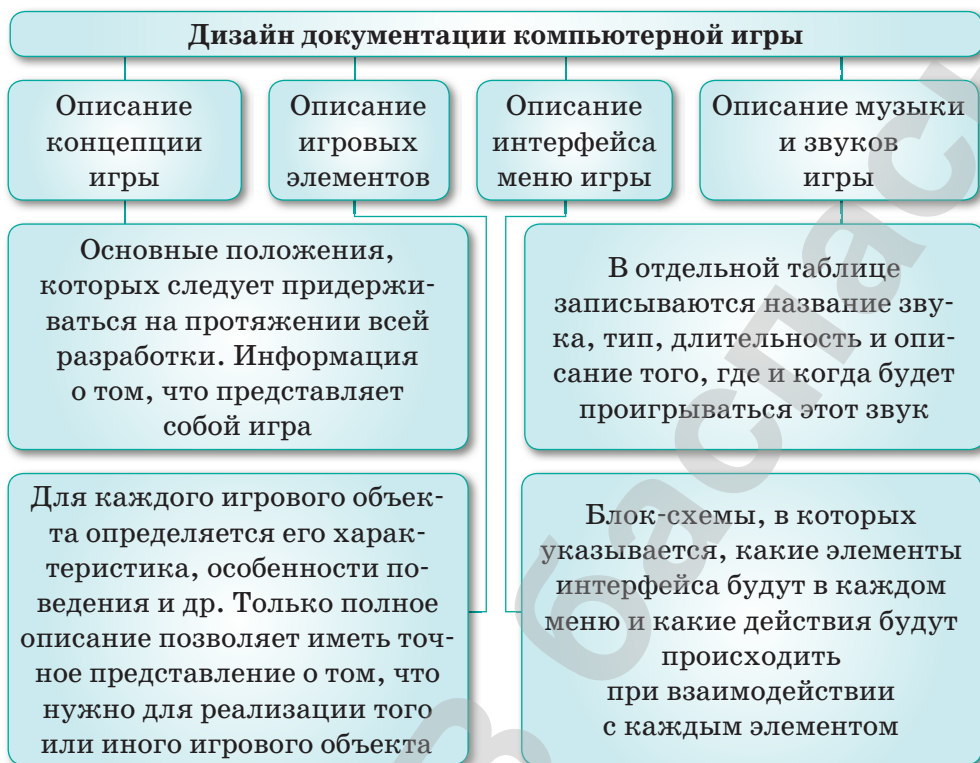 Дизайн документации компьютерной игры
Описание
концепции
игры
Описание
игровых
элементов
Описание
интерфейса
меню игры
Описание музыки
и звуков
игры
Основные положения,
которых следует придержи-
ваться на протяжении всей
разработки. Информация
о том, что представляет
собой игра
В отдельной таблице
записываются название зву-
ка, тип, длительность и опи-
сание того, где и когда будет
проигрываться этот звук
Для каждого игрового объек-
та определяется его харак-
теристика, особенности по-
ведения и др. Только полное
описание позволяет иметь точ-
ное представление о том, что
нужно для реализации того
или иного игрового объекта
Блок-схемы, в которых
указывается, какие элементы
интерфейса будут в каждом
меню и какие действия будут
происходить
при взаимодействии
с каждым элементом